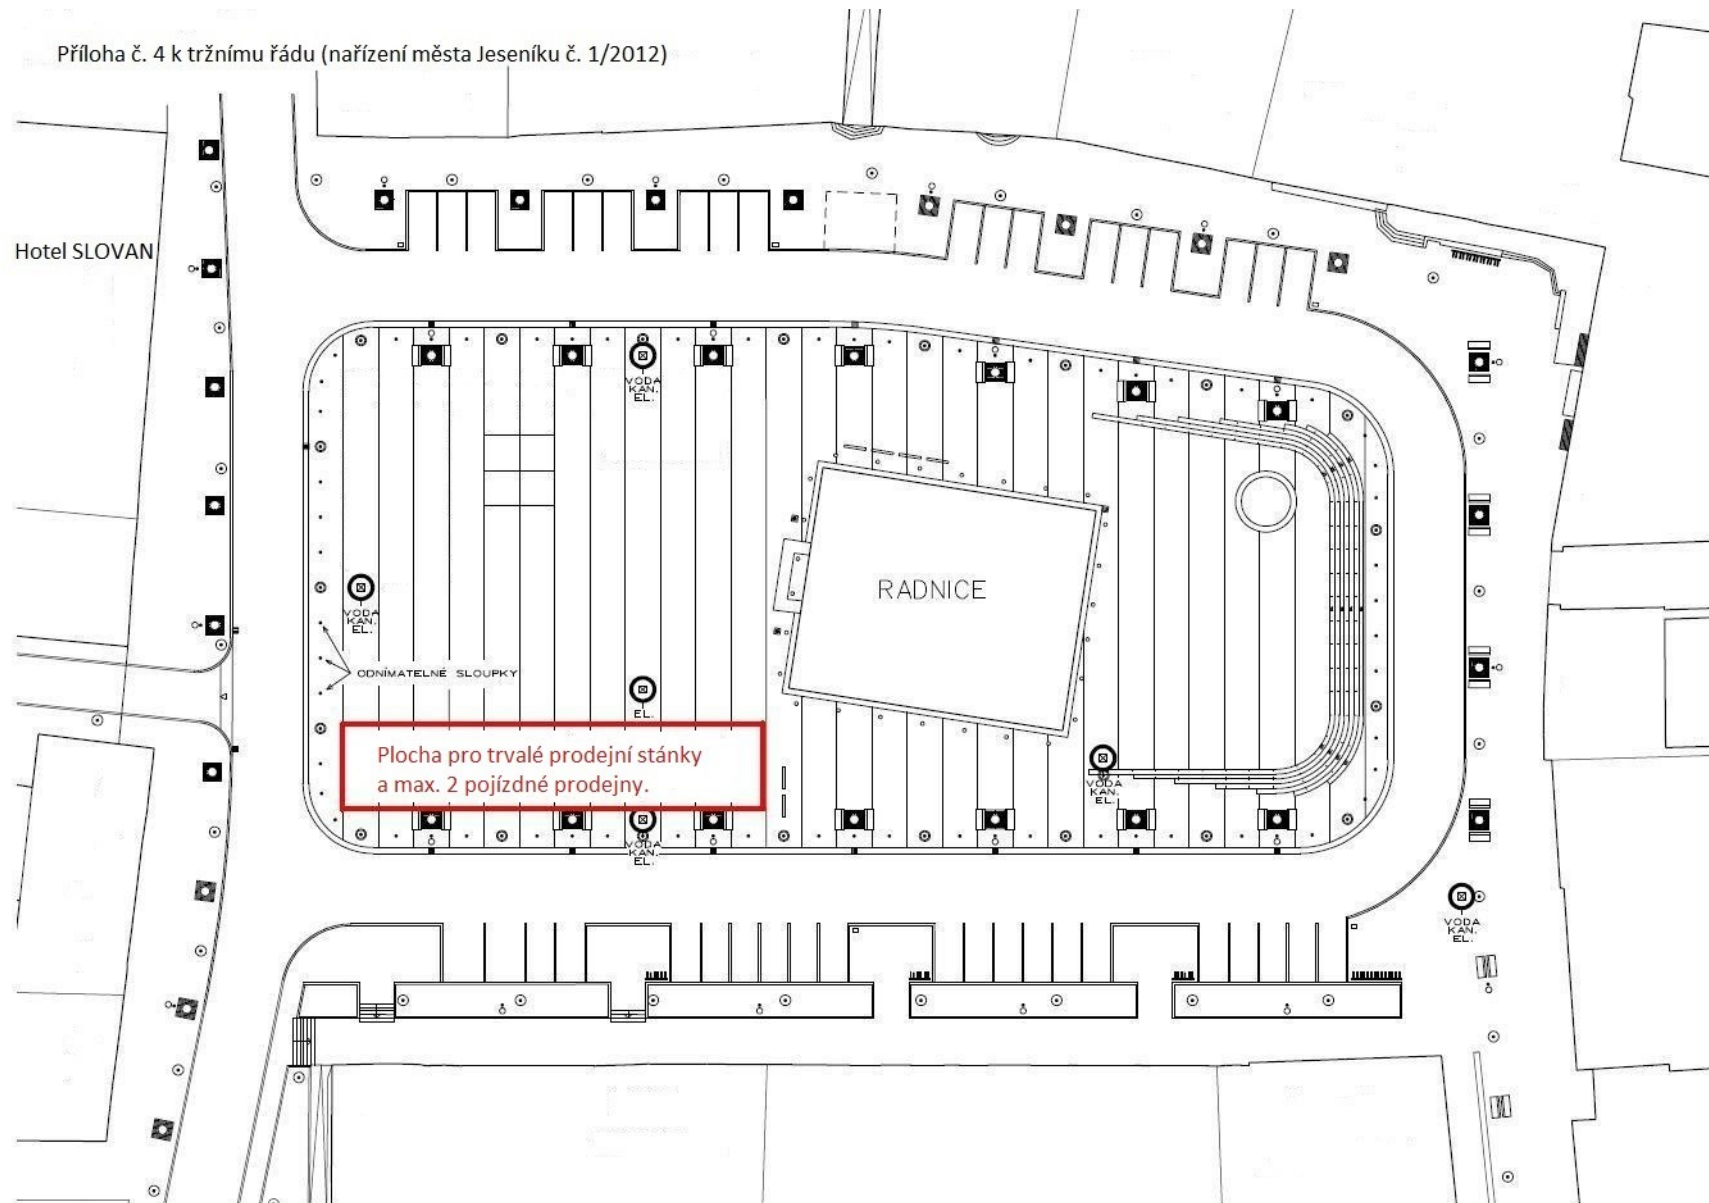 Příloha č. 4 k tržnímu řádu (nařízení města Jeseníku č. 1/2012)
Hotel SLOVAN
VODA
KAN.
EL.
RADNICE
VODA
KAN.
EL.
ODNÍMATELNÉ SLOUPKY
EL.
Plocha pro trvalé prodejní stánky
a max. 2 pojízdné prodejny.
VODA
KAN.
EL.
VODA
KAN.
EL.
VODA
KAN.
EL.